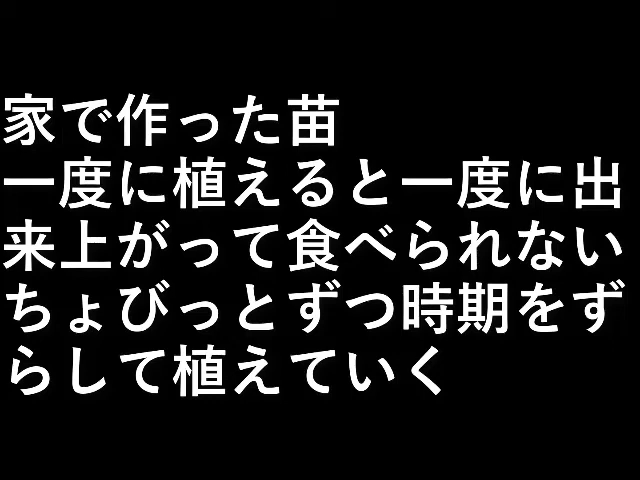 家で作った苗
一度に植えると一度に出
来上がって食べられない
ちょびっとずつ時期をず
らして植えていく